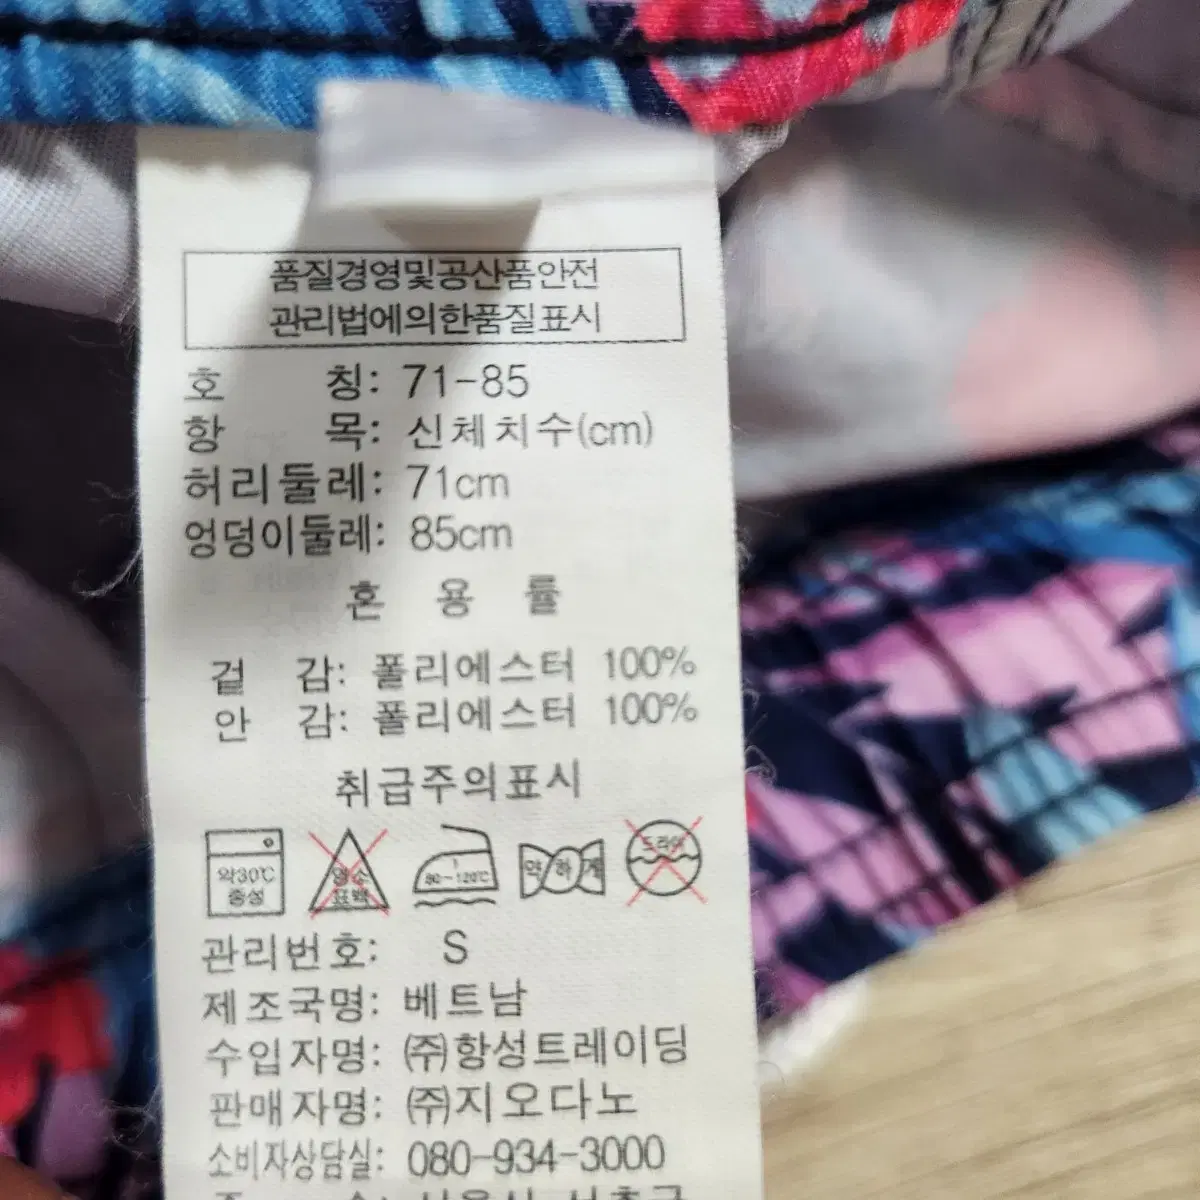 품질경영및공산품안전
관리법에의한품질표시
호 칭: 71-85
항 목: 신체치수(cm)
허리둘레: 71cm
엉덩이둘레: 85cm
혼 용 률
겉 감: 폴리에스터 100%
안 감: 폴리에스터 100%
취급주의표시
약30℃
중성
염소
표백
80~120℃
약하게
드라이
관리번호: S
제조국명: 베트남
수입자명: ㈜항성트레이딩
판매자명: ㈜지오다노
소비자상담실: 080-934-3000